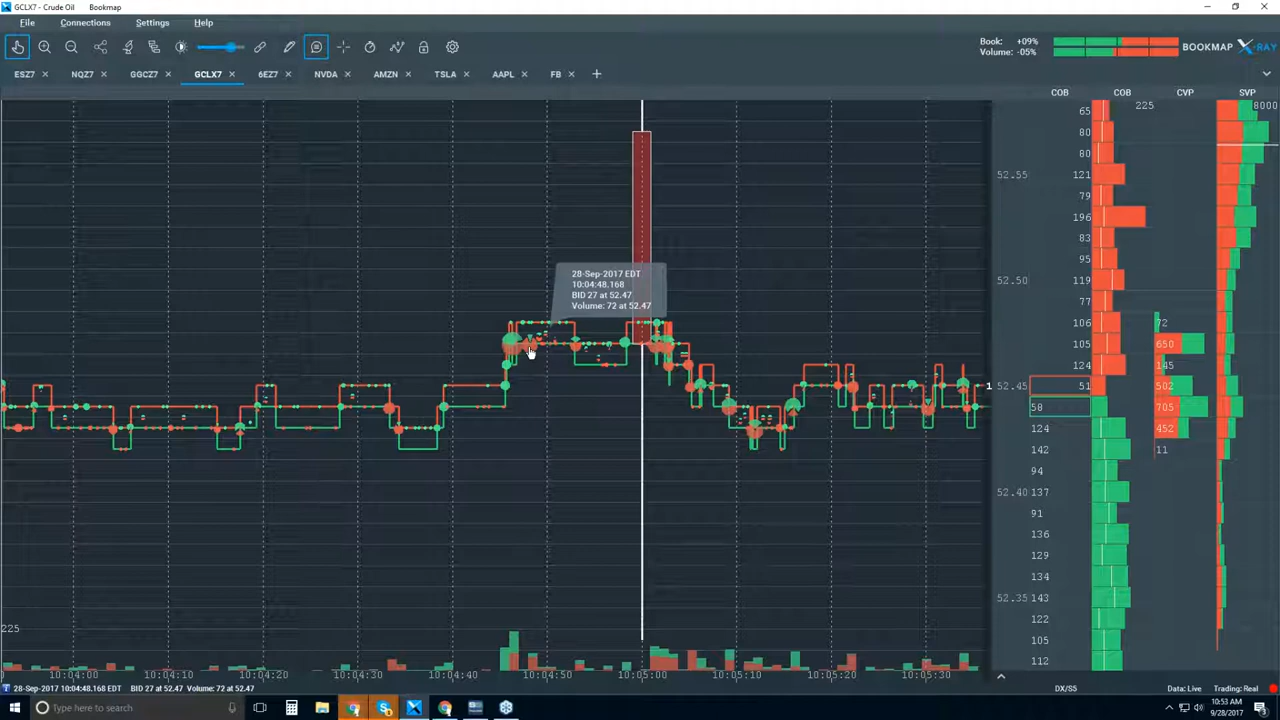 GCLX7 - Crude Oil    Bookmap
File Connections Settings Help
Book: +09%
Volume: -05%
BOOKMAP X-RAY
ESZ7 NQZ7 GGCZ7 GCLX7 6EZ7 NVDA AMZN TSLA AAPL FB
COB COB CVP SVP
65 225 8000
80
80
52.55 121
79
196
83
95
52.50 119
77
106 72
105 650
124 145
1 52.45 51 502
58 705
124 452
142 11
94
52.40 137
91
136
129
134
52.35 143
122
105
112
28-Sep-2017 EDT
10:04:48.168
BID 27 at 52.47
Volume: 72 at 52.47
225
10:04:00 10:04:10 10:04:20 10:04:30 10:04:40 10:04:50 10:05:00 10:05:10 10:05:20 10:05:30
28-Sep-2017 10:04:48.168 EDT BID 27 at 52.47 Volume: 72 at 52.47
DX/S5 Data: Live Trading: Real
Type here to search
10:53 AM
9/28/2017
3